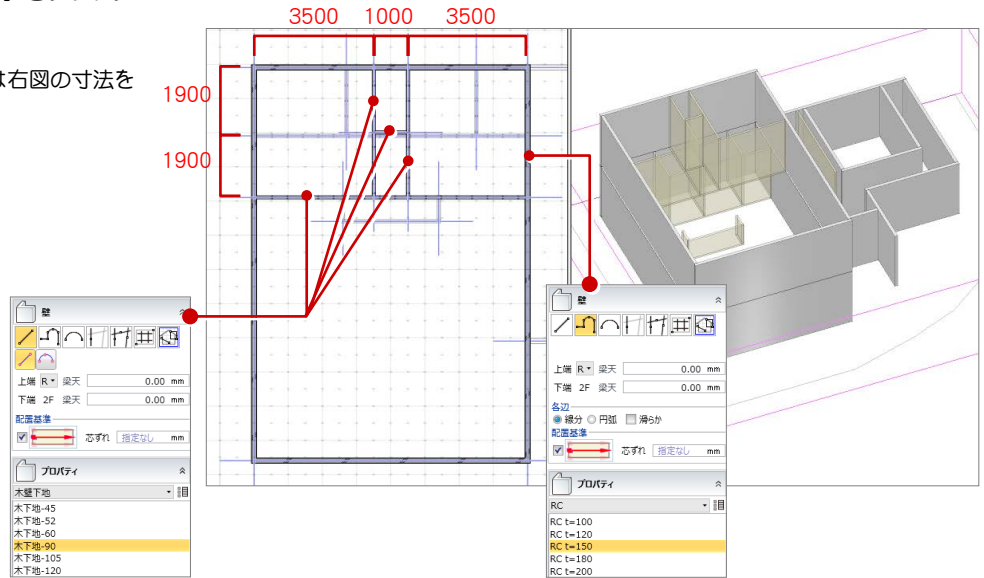 は右図の寸法を
3500 1000 3500
1900
1900
壁
上端 R 梁天 0.00 mm
下端 2F 梁天 0.00 mm
配置基準
芯ずれ 指定なし mm
プロパティ
木壁下地
木下地-45
木下地-52
木下地-60
木下地-90
木下地-105
木下地-120
壁
上端 R 梁天 0.00 mm
下端 2F 梁天 0.00 mm
各辺
線分 円弧 滑らか
配置基準
芯ずれ 指定なし mm
プロパティ
RC
RC t=100
RC t=120
RC t=150
RC t=180
RC t=200